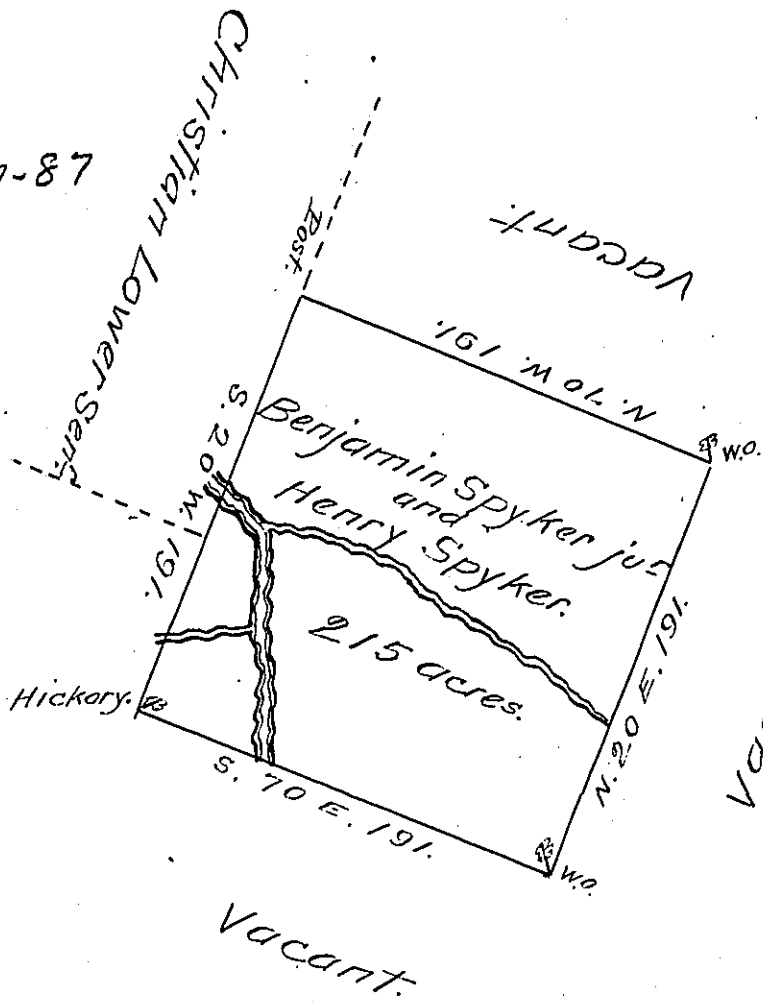 Christian Lower Senr.
-87
Post.
Vacant.
N. 70 W. 191.
W.O.
S. 20 W. 191.
Benjamin Spyker jur.
and
Henry Spyker.
215 acres.
N. 20 E. 191.
Hickory.
S. 70 E. 191.
W.O.
Vacant.